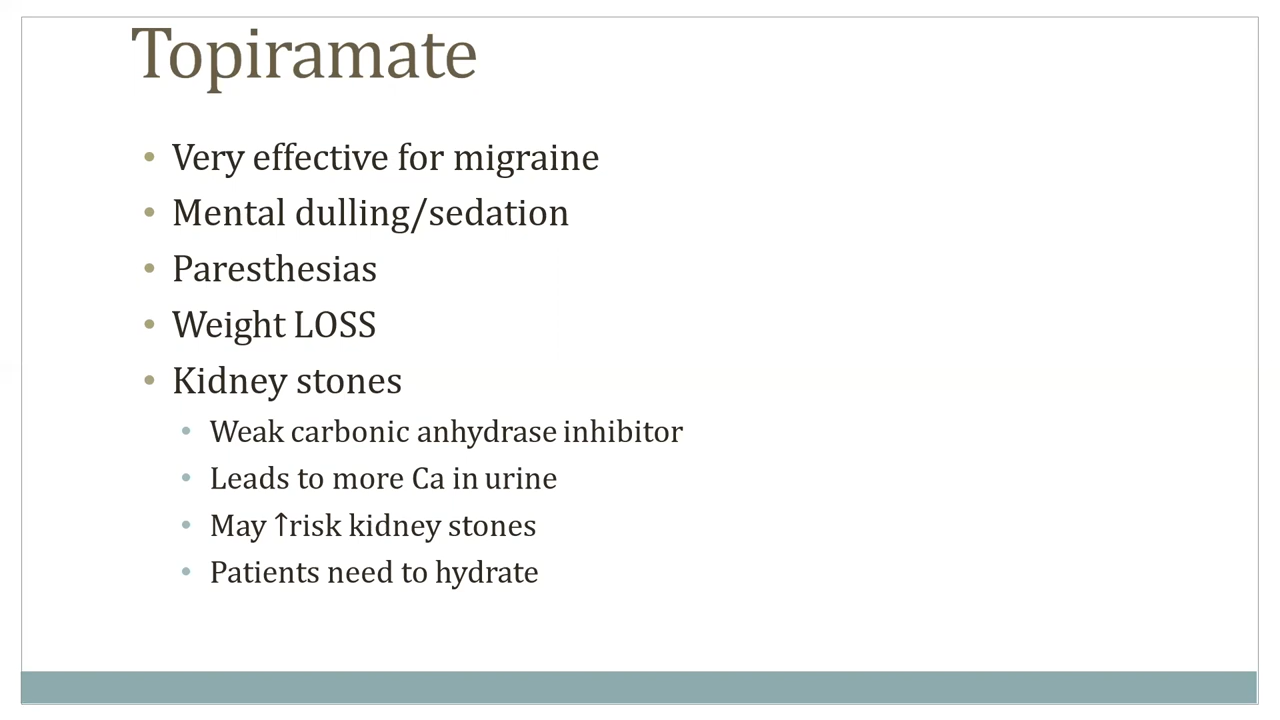 Topiramate
• Very effective for migraine
• Mental dulling/sedation
• Paresthesias
• Weight LOSS
• Kidney stones
• Weak carbonic anhydrase inhibitor
• Leads to more Ca in urine
• May ↑risk kidney stones
• Patients need to hydrate